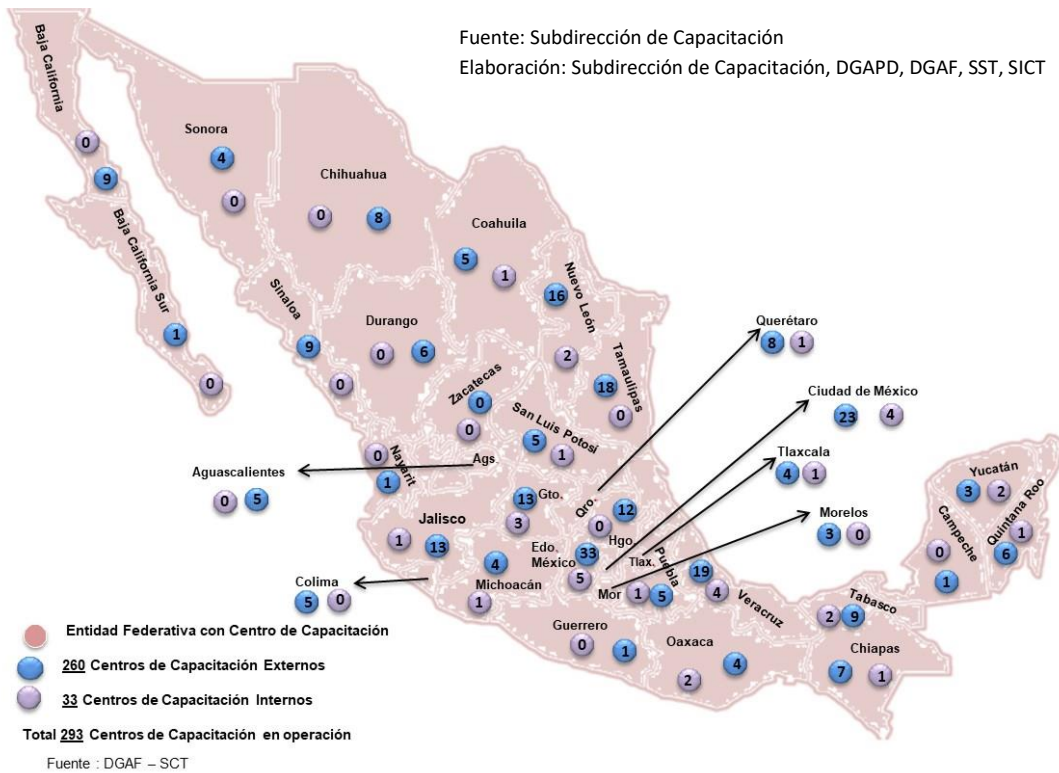 Fuente: Subdirección de Capacitación
Elaboración: Subdirección de Capacitación, DGAPD, DGAF, SST, SICT
Baja California
0
9
Sonora
4
0
Chihuahua
0
8
Coahuila
5
1
Nuevo León
16
2
Baja California Sur
1
0
Sinaloa
9
0
Durango
0
6
Tamaulipas
18
0
Zacatecas
0
0
San Luis Potosí
5
1
Querétaro
8
1
Ciudad de México
23
4
Tlaxcala
4
1
Morelos
3
0
Nayarit
0
1
Ags.
Aguascalientes
0
5
Gto.
13
3
Qro.
12
0
Hgo.
Jalisco
1
13
Edo.
México
33
5
Tlax.
Puebla
Mor
1
5
19
4
Veracruz
Michoacán
4
1
Colima
5
0
Guerrero
0
1
Oaxaca
4
2
Tabasco
2
9
Chiapas
7
1
Campeche
0
1
Yucatán
3
2
Quintana Roo
1
6
Entidad Federativa con Centro de Capacitación
260 Centros de Capacitación Externos
33 Centros de Capacitación Internos
Total 293 Centros de Capacitación en operación
Fuente : DGAF – SCT